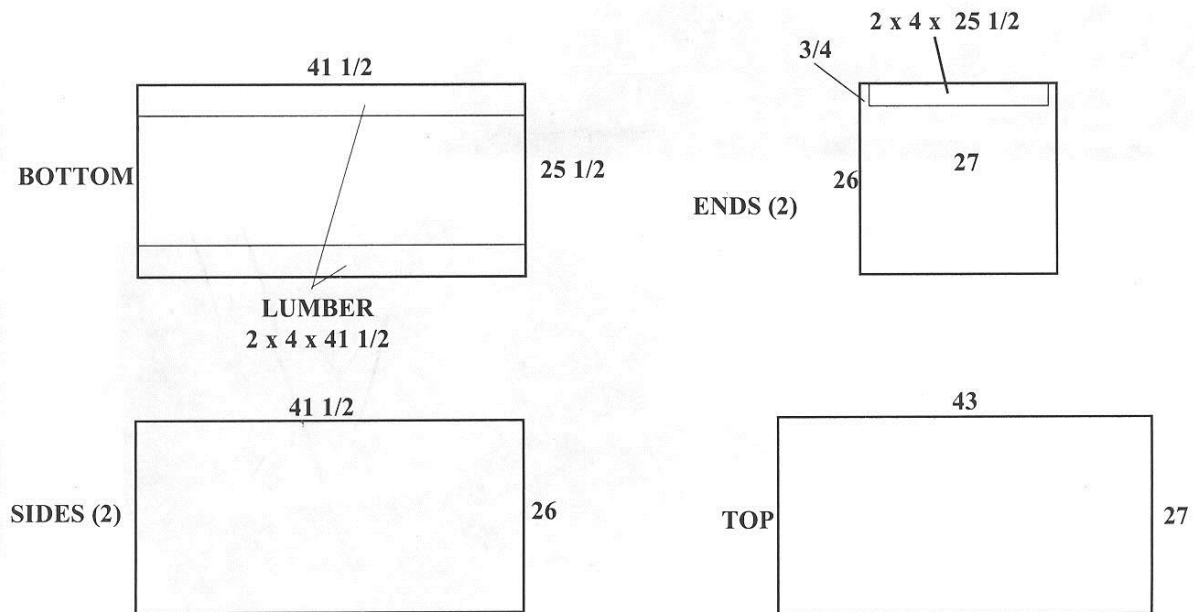 41 1/2
BOTTOM
25 1/2
LUMBER
2 x 4 x 41 1/2
2 x 4 x 25 1/2
3/4
26
27
ENDS (2)
41 1/2
SIDES (2)
26
43
TOP
27